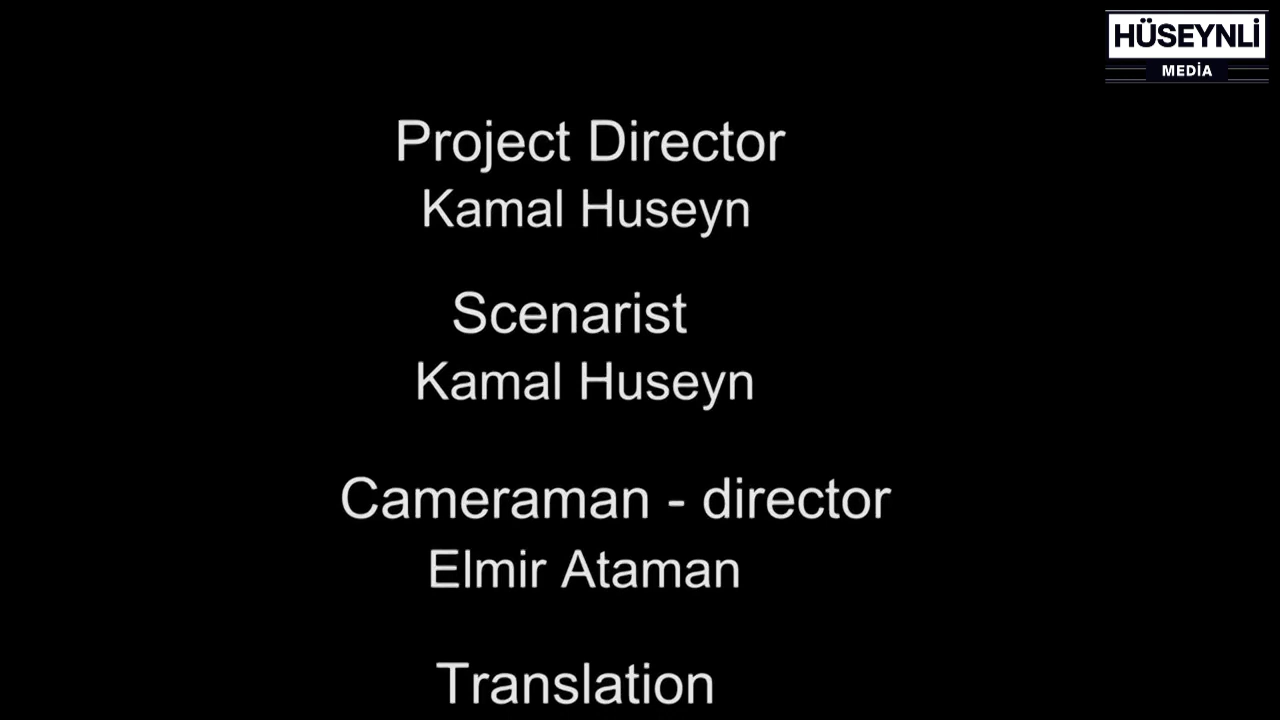 HÜSEYNLİ
MEDİA
Project Director
Kamal Huseyn
Scenarist
Kamal Huseyn
Cameraman - director
Elmir Ataman
Translation